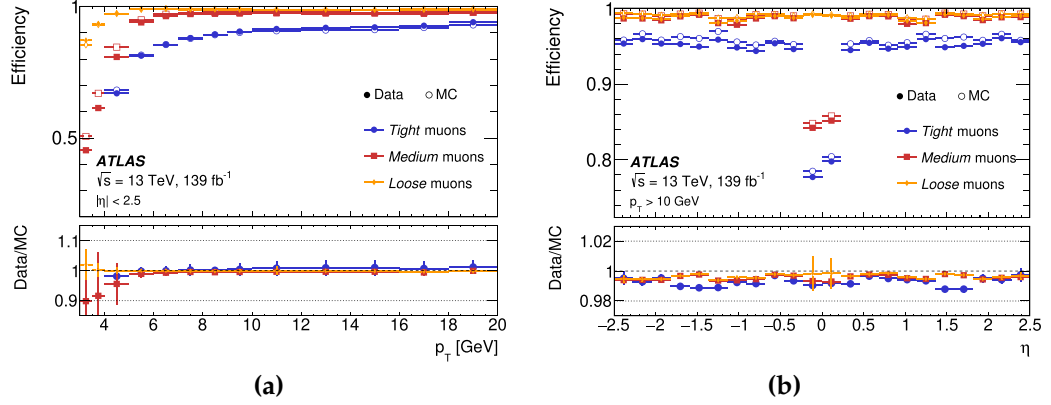 Efficiency
1
0.5
Data MC
Tight muons
Medium muons
Loose muons
ATLAS
√s = 13 TeV, 139 fb⁻¹
|η| < 2.5
Data/MC
1.1
1
0.9
4 6 8 10 12 14 16 18 20
p_T [GeV]
(a)
Efficiency
1
0.9
0.8
Data MC
Tight muons
Medium muons
Loose muons
ATLAS
√s = 13 TeV, 139 fb⁻¹
p_T > 10 GeV
Data/MC
1.02
1
0.98
−2.5 −2 −1.5 −1 −0.5 0 0.5 1 1.5 2 2.5
η
(b)